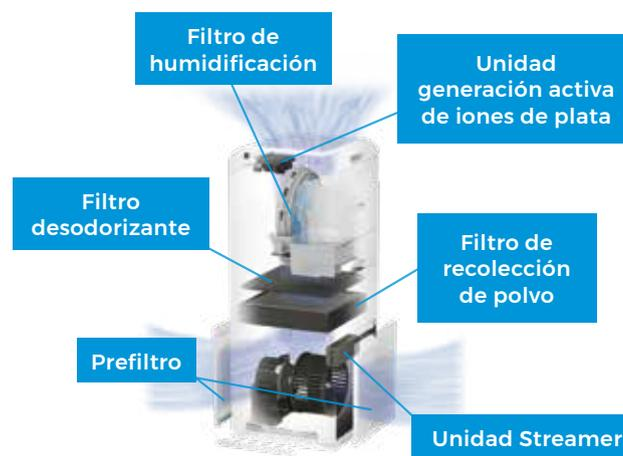 Filtro de
humidificación
Unidad
generación activa
de iones de plata
Filtro
desodorizante
Filtro de
recolección
de polvo
Prefiltro
Unidad Streamer